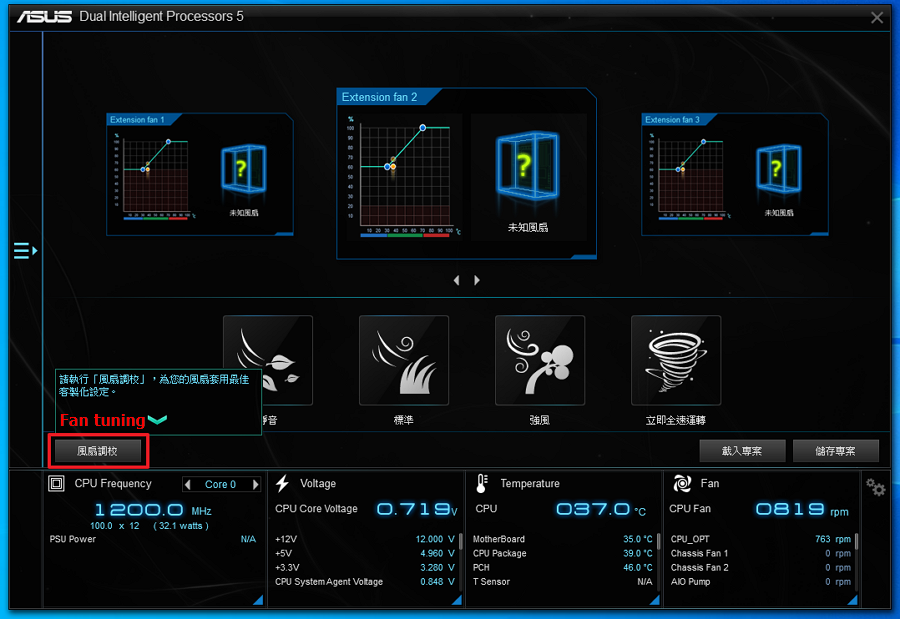 ASUS Dual Intelligent Processors 5
Extension fan 1
%
100
90
80
70
60
50
40
30
20
10
10 20 30 40 50 60 70 80 90 100 °C
未知風扇
Extension fan 2
%
100
90
80
70
60
50
40
30
20
10
10 20 30 40 50 60 70 80 90 100 °C
未知風扇
Extension fan 3
%
100
90
80
70
60
50
40
30
20
10
10 20 30 40 50 60 70 80 90 100 °C
未知風扇
請執行「風扇調校」，為您的風扇套用最佳
客製化設定。
Fan tuning
音
標準
強風
立即全速運轉
風扇調校
載入專案
儲存專案
CPU Frequency
Core 0
1200.0 MHz
100.0 x 12 ( 32.1 watts )
PSU Power N/A
Voltage
CPU Core Voltage 0.719 V
+12V 12.000 V
+5V 4.960 V
+3.3V 3.280 V
CPU System Agent Voltage 0.848 V
Temperature
CPU 037.0 °C
MotherBoard 35.0 °C
CPU Package 39.0 °C
PCH 46.0 °C
T Sensor N/A
Fan
CPU Fan 0819 rpm
CPU_OPT 763 rpm
Chassis Fan 1 0 rpm
Chassis Fan 2 0 rpm
AIO Pump 0 rpm